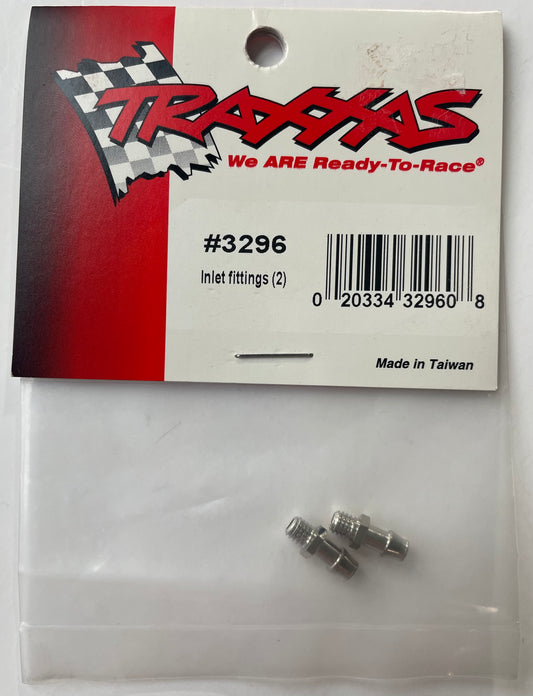 TRAXXAS
We ARE Ready-To-Race®
#3296
Inlet fittings (2)
0 20334 32960 8
Made in Taiwan